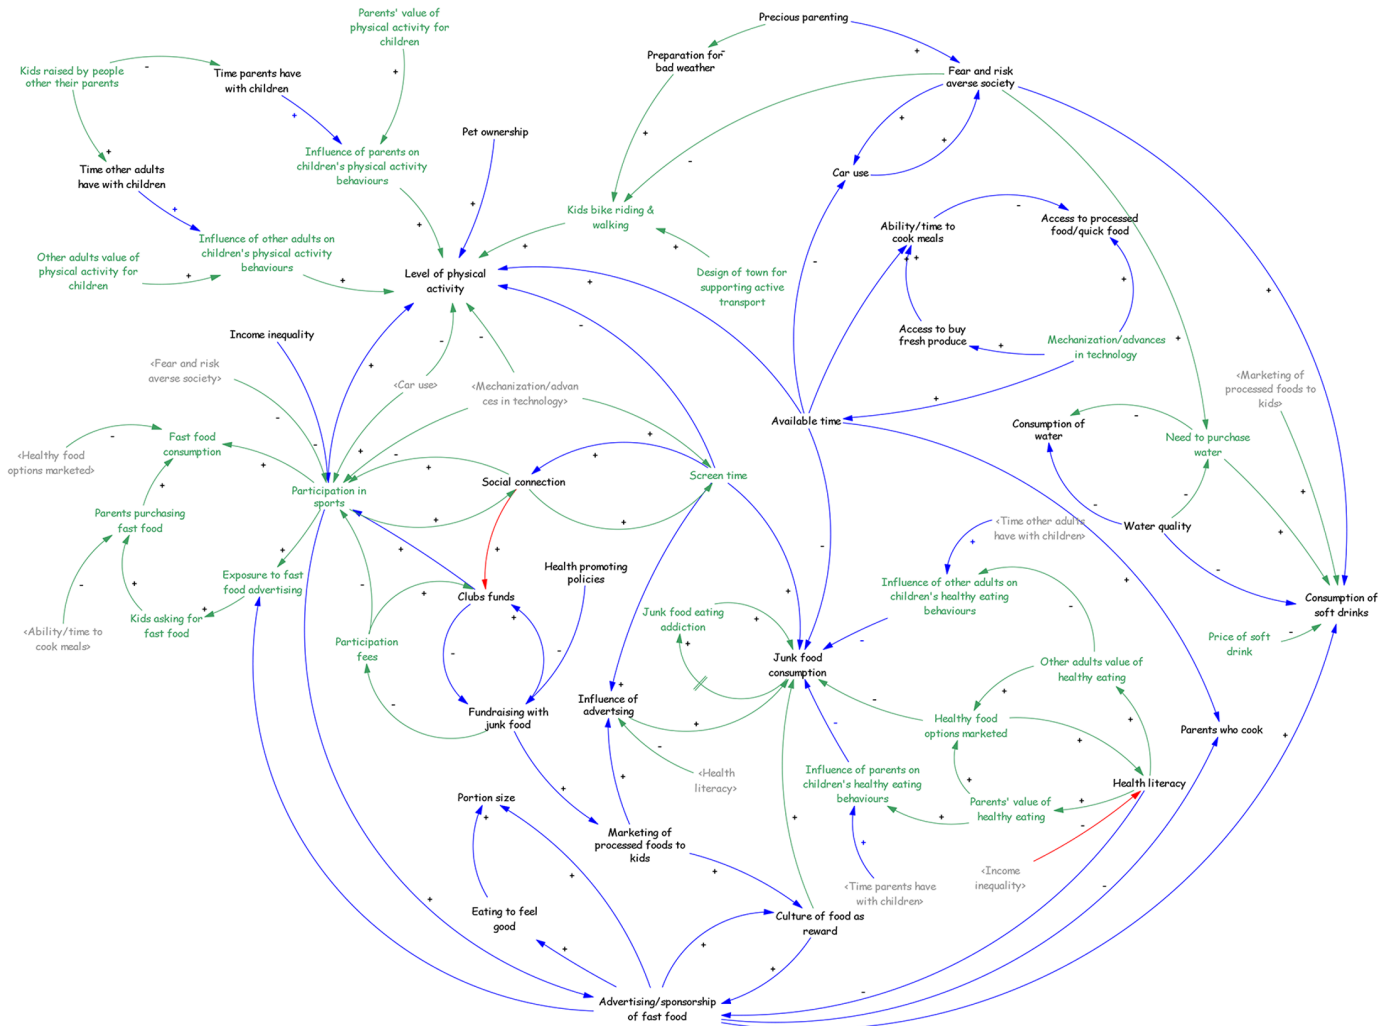 Parents' value of
physical activity for
children
Precious parenting
Preparation for
bad weather
Kids raised by people
other their parents
Time parents have
with children
Fear and risk
averse society
Pet ownership
Influence of parents on
children's physical activity
behaviours
Time other adults
have with children
Car use
Kids bike riding &
walking
Ability/time to
cook meals
Access to processed
food/quick food
Other adults value of
physical activity for
children
Influence of other adults on
children's physical activity
behaviours
Level of physical
activity
Design of town for
supporting active
transport
Income inequality
Access to buy
fresh produce
Mechanization/advances
in technology
<Fear and risk
averse society>
<Car use>
<Mechanization/advan
ces in technology>
<Marketing of
processed foods to
kids>
Available time
Consumption of
water
Need to purchase
water
<Healthy food
options marketed>
Fast food
consumption
Participation in
sports
Social connection
Screen time
Parents purchasing
fast food
Water quality
<Time other adults
have with children>
Exposure to fast
food advertising
Health promoting
policies
Clubs funds
Influence of other adults on
children's healthy eating
behaviours
Consumption of
soft drinks
Kids asking for
fast food
<Ability/time to
cook meals>
Participation
fees
Junk food eating
addiction
Price of soft
drink
Junk food
consumption
Other adults value of
healthy eating
Influence of
advertsing
Fundraising with
junk food
Healthy food
options marketed
Parents who cook
<Health
literacy>
Influence of parents on
children's healthy eating
behaviours
Health literacy
Portion size
Parents' value of
healthy eating
Marketing of
processed foods to
kids
<Income
inequality>
<Time parents have
with children>
Eating to feel
good
Culture of food as
reward
Advertising/sponsorship
of fast food